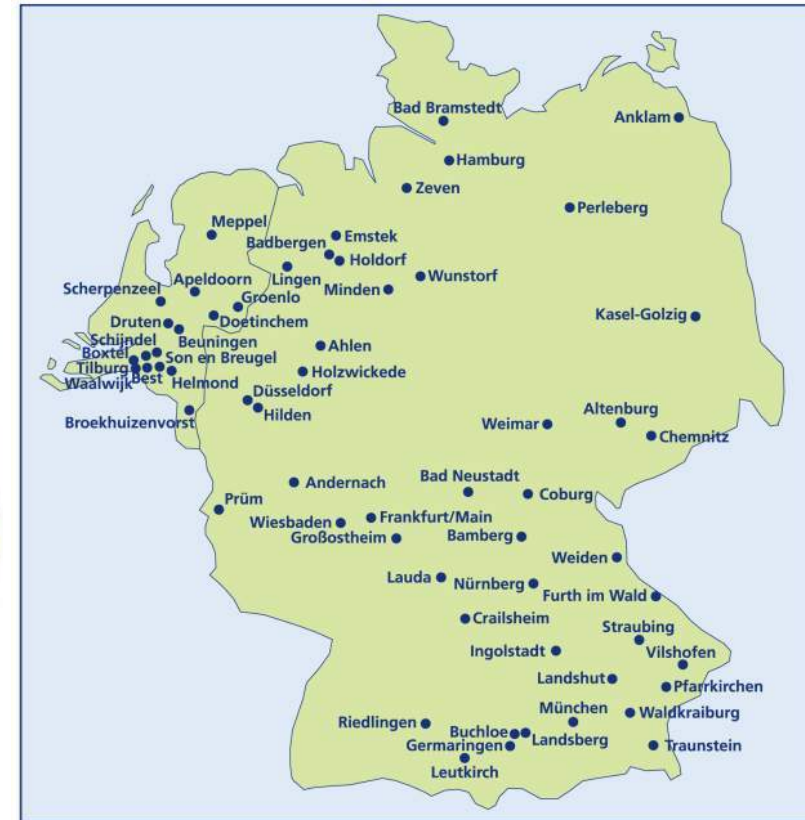 Bad Bramstedt
Anklam
Hamburg
Zeven
Perleberg
Meppel
Emstek
Badbergen
Holdorf
Lingen
Wunstorf
Minden
Apeldoorn
Scherpenzeel
Groenlo
Kasel-Golzig
Druten
Doetinchem
Beuningen
Schijndel
Ahlen
Boxtel
Son en Breugel
Tilburg
Best
Waalwijk
Helmond
Holzwickede
Düsseldorf
Hilden
Broekhuizenvorst
Altenburg
Weimar
Chemnitz
Bad Neustadt
Andernach
Coburg
Prüm
Frankfurt/Main
Wiesbaden
Großostheim
Bamberg
Weiden
Lauda
Nürnberg
Furth im Wald
Crailsheim
Straubing
Ingolstadt
Vilshofen
Landshut
Pfarrkirchen
München
Waldkraiburg
Riedlingen
Buchloe
Landsberg
Germaringen
Traunstein
Leutkirch